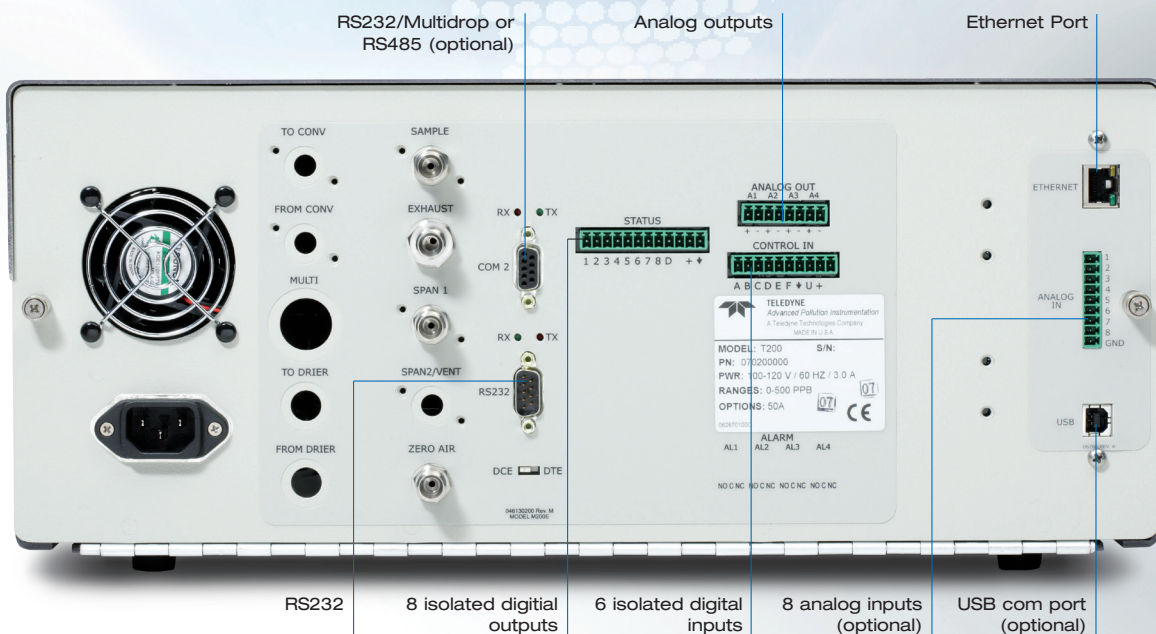 RS232/Multidrop or
RS485 (optional)
Analog outputs
Ethernet Port
TO CONV
SAMPLE
FROM CONV
EXHAUST
RX
TX
COM 2
MULTI
SPAN 1
RX
TX
TO DRIER
SPAN2/VENT
RS232
FROM DRIER
ZERO AIR
DCE
DTE
046130200 Rev. M
MODEL M200E
STATUS
1 2 3 4 5 6 7 8 D +
ANALOG OUT
A1 A2 A3 A4
+ - + - + - + -
CONTROL IN
A B C D E F U +
TELEDYNE
Advanced Pollution Instrumentation
A Teledyne Technologies Company
MADE IN U.S.A.
MODEL: T200 S/N:
PN: 070200000
PWR: 100-120 V / 60 HZ / 3.0 A
RANGES: 0-500 PPB
07
OPTIONS: 50A
07
CE
ALARM
AL1 AL2 AL3 AL4
NO C NC NO C NC NO C NC NO C NC
ETHERNET
ANALOG
IN
1
2
3
4
5
6
7
8
GND
USB
RS232
8 isolated digitial
outputs
6 isolated digital
inputs
8 analog inputs
(optional)
USB com port
(optional)